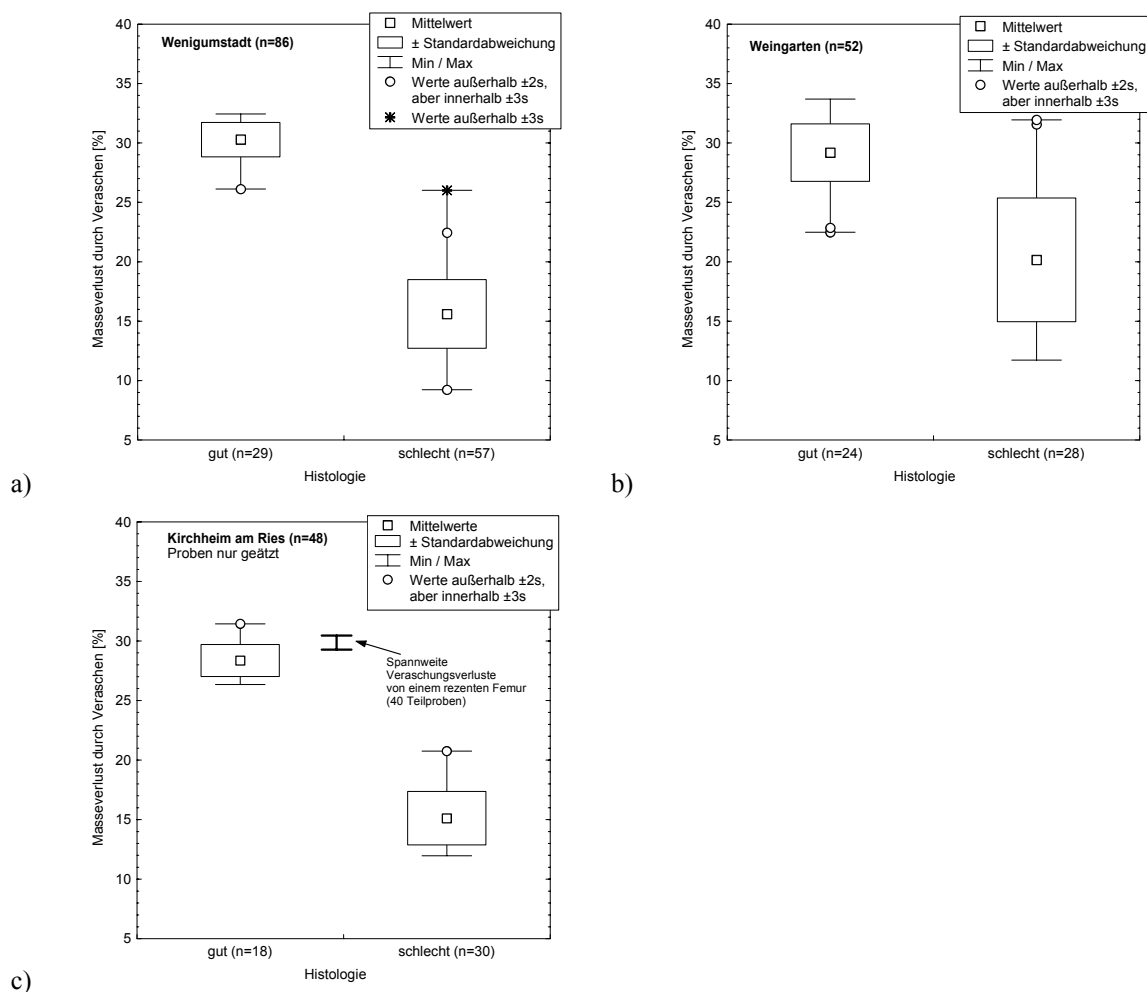 40
35
30
25
20
15
10
5
Masseverlust durch Veraschen [%]
Wenigumstadt (n=86)
Mittelwert
± Standardabweichung
Min / Max
Werte außerhalb ±2s,
aber innerhalb ±3s
Werte außerhalb ±3s
gut (n=29)
schlecht (n=57)
Histologie
a)
40
35
30
25
20
15
10
5
Masseverlust durch Veraschen [%]
Weingarten (n=52)
Mittelwert
± Standardabweichung
Min / Max
Werte außerhalb ±2s,
aber innerhalb ±3s
gut (n=24)
schlecht (n=28)
Histologie
b)
40
35
30
25
20
15
10
5
Masseverlust durch Veraschen [%]
Kirchheim am Ries (n=48)
Proben nur geätzt
Mittelwerte
± Standardabweichung
Min / Max
Werte außerhalb ±2s,
aber innerhalb ±3s
Spannweite
Veraschungsverluste
von einem rezenten Femur
(40 Teilproben)
gut (n=18)
schlecht (n=30)
Histologie
c)